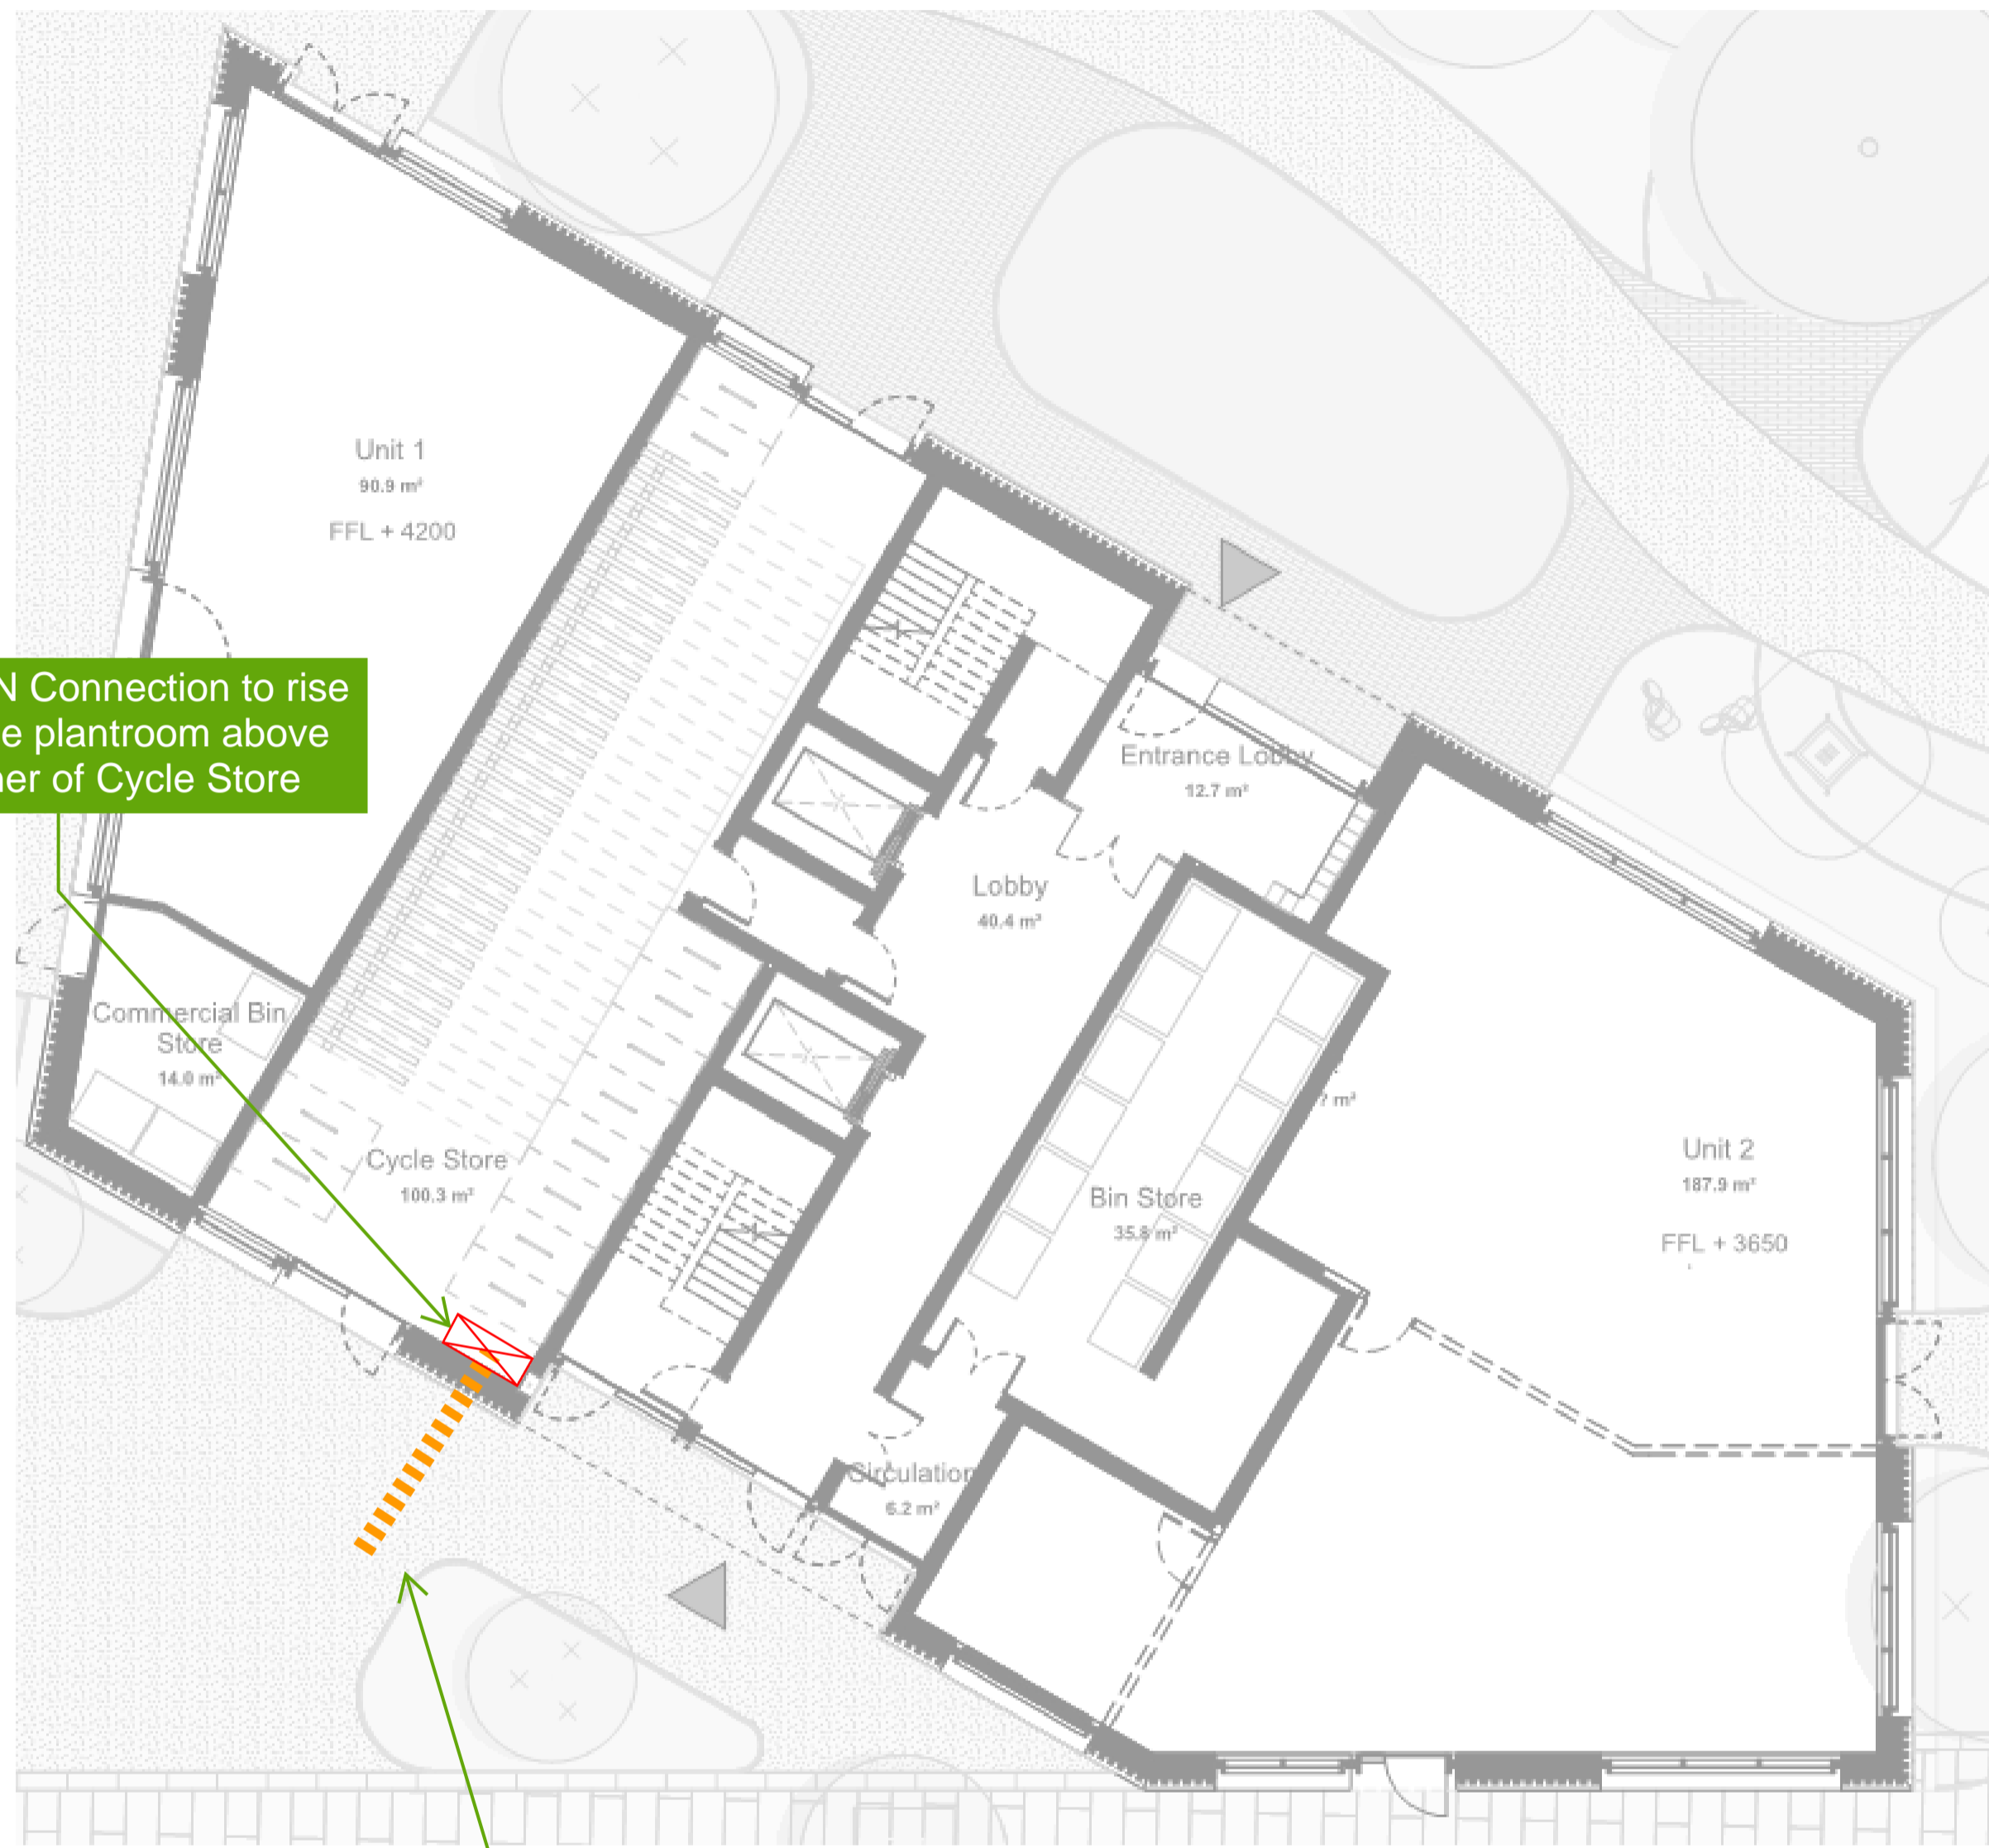 Unit 1
90.9 m²
FFL + 4200
N Connection to rise
e plantroom above
ner of Cycle Store
Entrance Lobby
12.7 m²
Lobby
40.4 m²
Commercial Bin
Store
14.0 m²
? m²
Cycle Store
100.3 m²
Bin Store
35.8 m²
Unit 2
187.9 m²
FFL + 3650
Circulation
6.2 m²